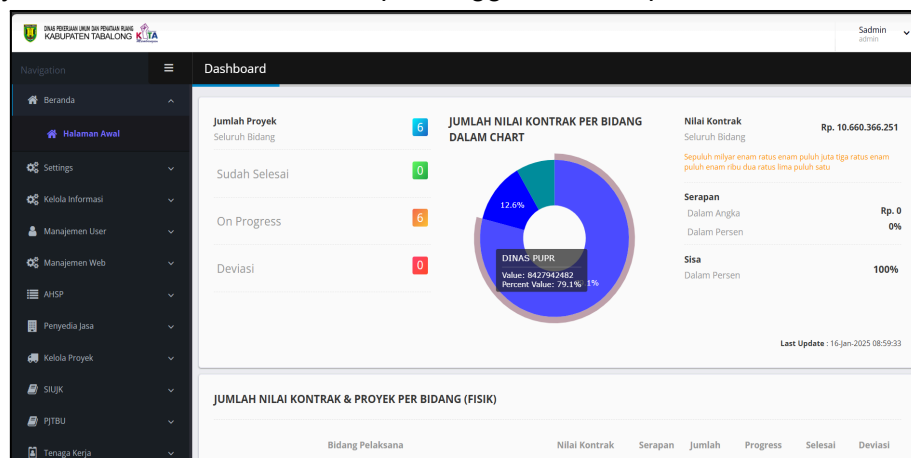 DINAS PEKERJAAN UMUM DAN PENATAAN RUANG
KABUPATEN TABALONG KITA
Sadmin
admin
Navigation
Dashboard
Beranda
Halaman Awal
Settings
Kelola Informasi
Manajemen User
Manajemen Web
AHSP
Penyedia Jasa
Kelola Proyek
SIUJK
PJTBU
Tenaga Kerja
Jumlah Proyek
Seluruh Bidang
6
Sudah Selesai
0
On Progress
6
Deviasi
0
JUMLAH NILAI KONTRAK PER BIDANG
DALAM CHART
12.6%
DINAS PUPR
Value: 8427942482
Percent Value: 79.1%
Nilai Kontrak
Seluruh Bidang
Rp. 10.660.366.251
Sepuluh milyar enam ratus enam puluh juta tiga ratus enam
puluh enam ribu dua ratus lima puluh satu
Serapan
Dalam Angka
Rp. 0
Dalam Persen
0%
Sisa
Dalam Persen
100%
Last Update : 16-Jan-2025 08:59:33
JUMLAH NILAI KONTRAK & PROYEK PER BIDANG (FISIK)
Bidang Pelaksana Nilai Kontrak Serapan Jumlah Progress Selesai Deviasi